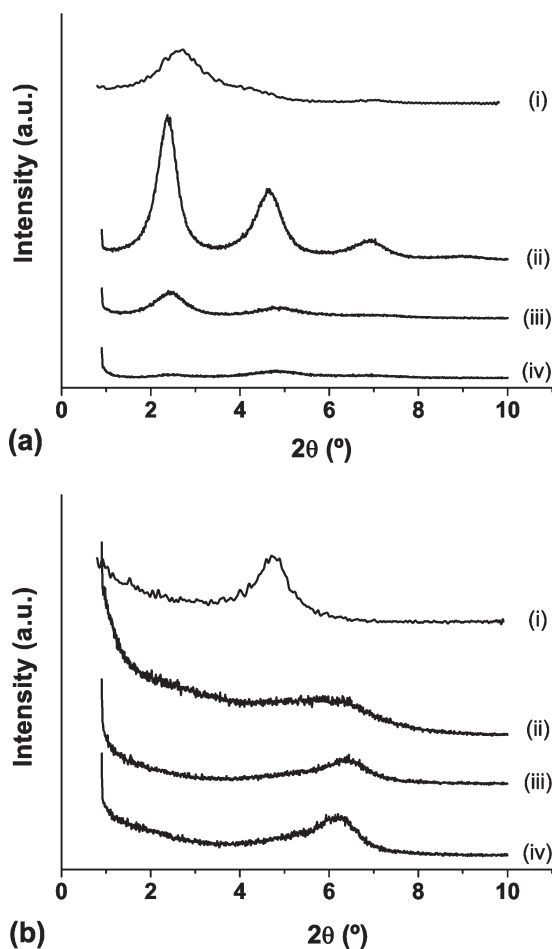 Intensity (a.u.)
(i)
(ii)
(iii)
(iv)
0 2 4 6 8 10
2θ (º)
(a)
Intensity (a.u.)
(i)
(ii)
(iii)
(iv)
0 2 4 6 8 10
2θ (º)
(b)